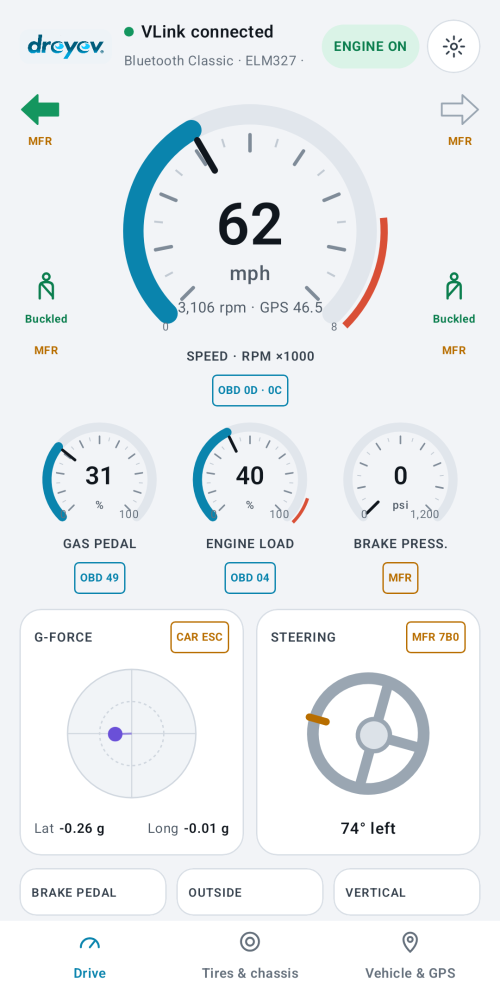 dreyev.
VLink connected
Bluetooth Classic · ELM327 ·
ENGINE ON
MFR
MFR
62
mph
3,106 rpm · GPS 46.5
0
8
Buckled
Buckled
MFR
MFR
SPEED · RPM ×1000
OBD 0D · 0C
31
%
0
100
40
%
0
100
0
psi
0
1,200
GAS PEDAL
ENGINE LOAD
BRAKE PRESS.
OBD 49
OBD 04
MFR
G-FORCE
CAR ESC
Lat -0.26 g
Long -0.01 g
STEERING
MFR 7B0
74° left
BRAKE PEDAL
OUTSIDE
VERTICAL
Drive
Tires & chassis
Vehicle & GPS